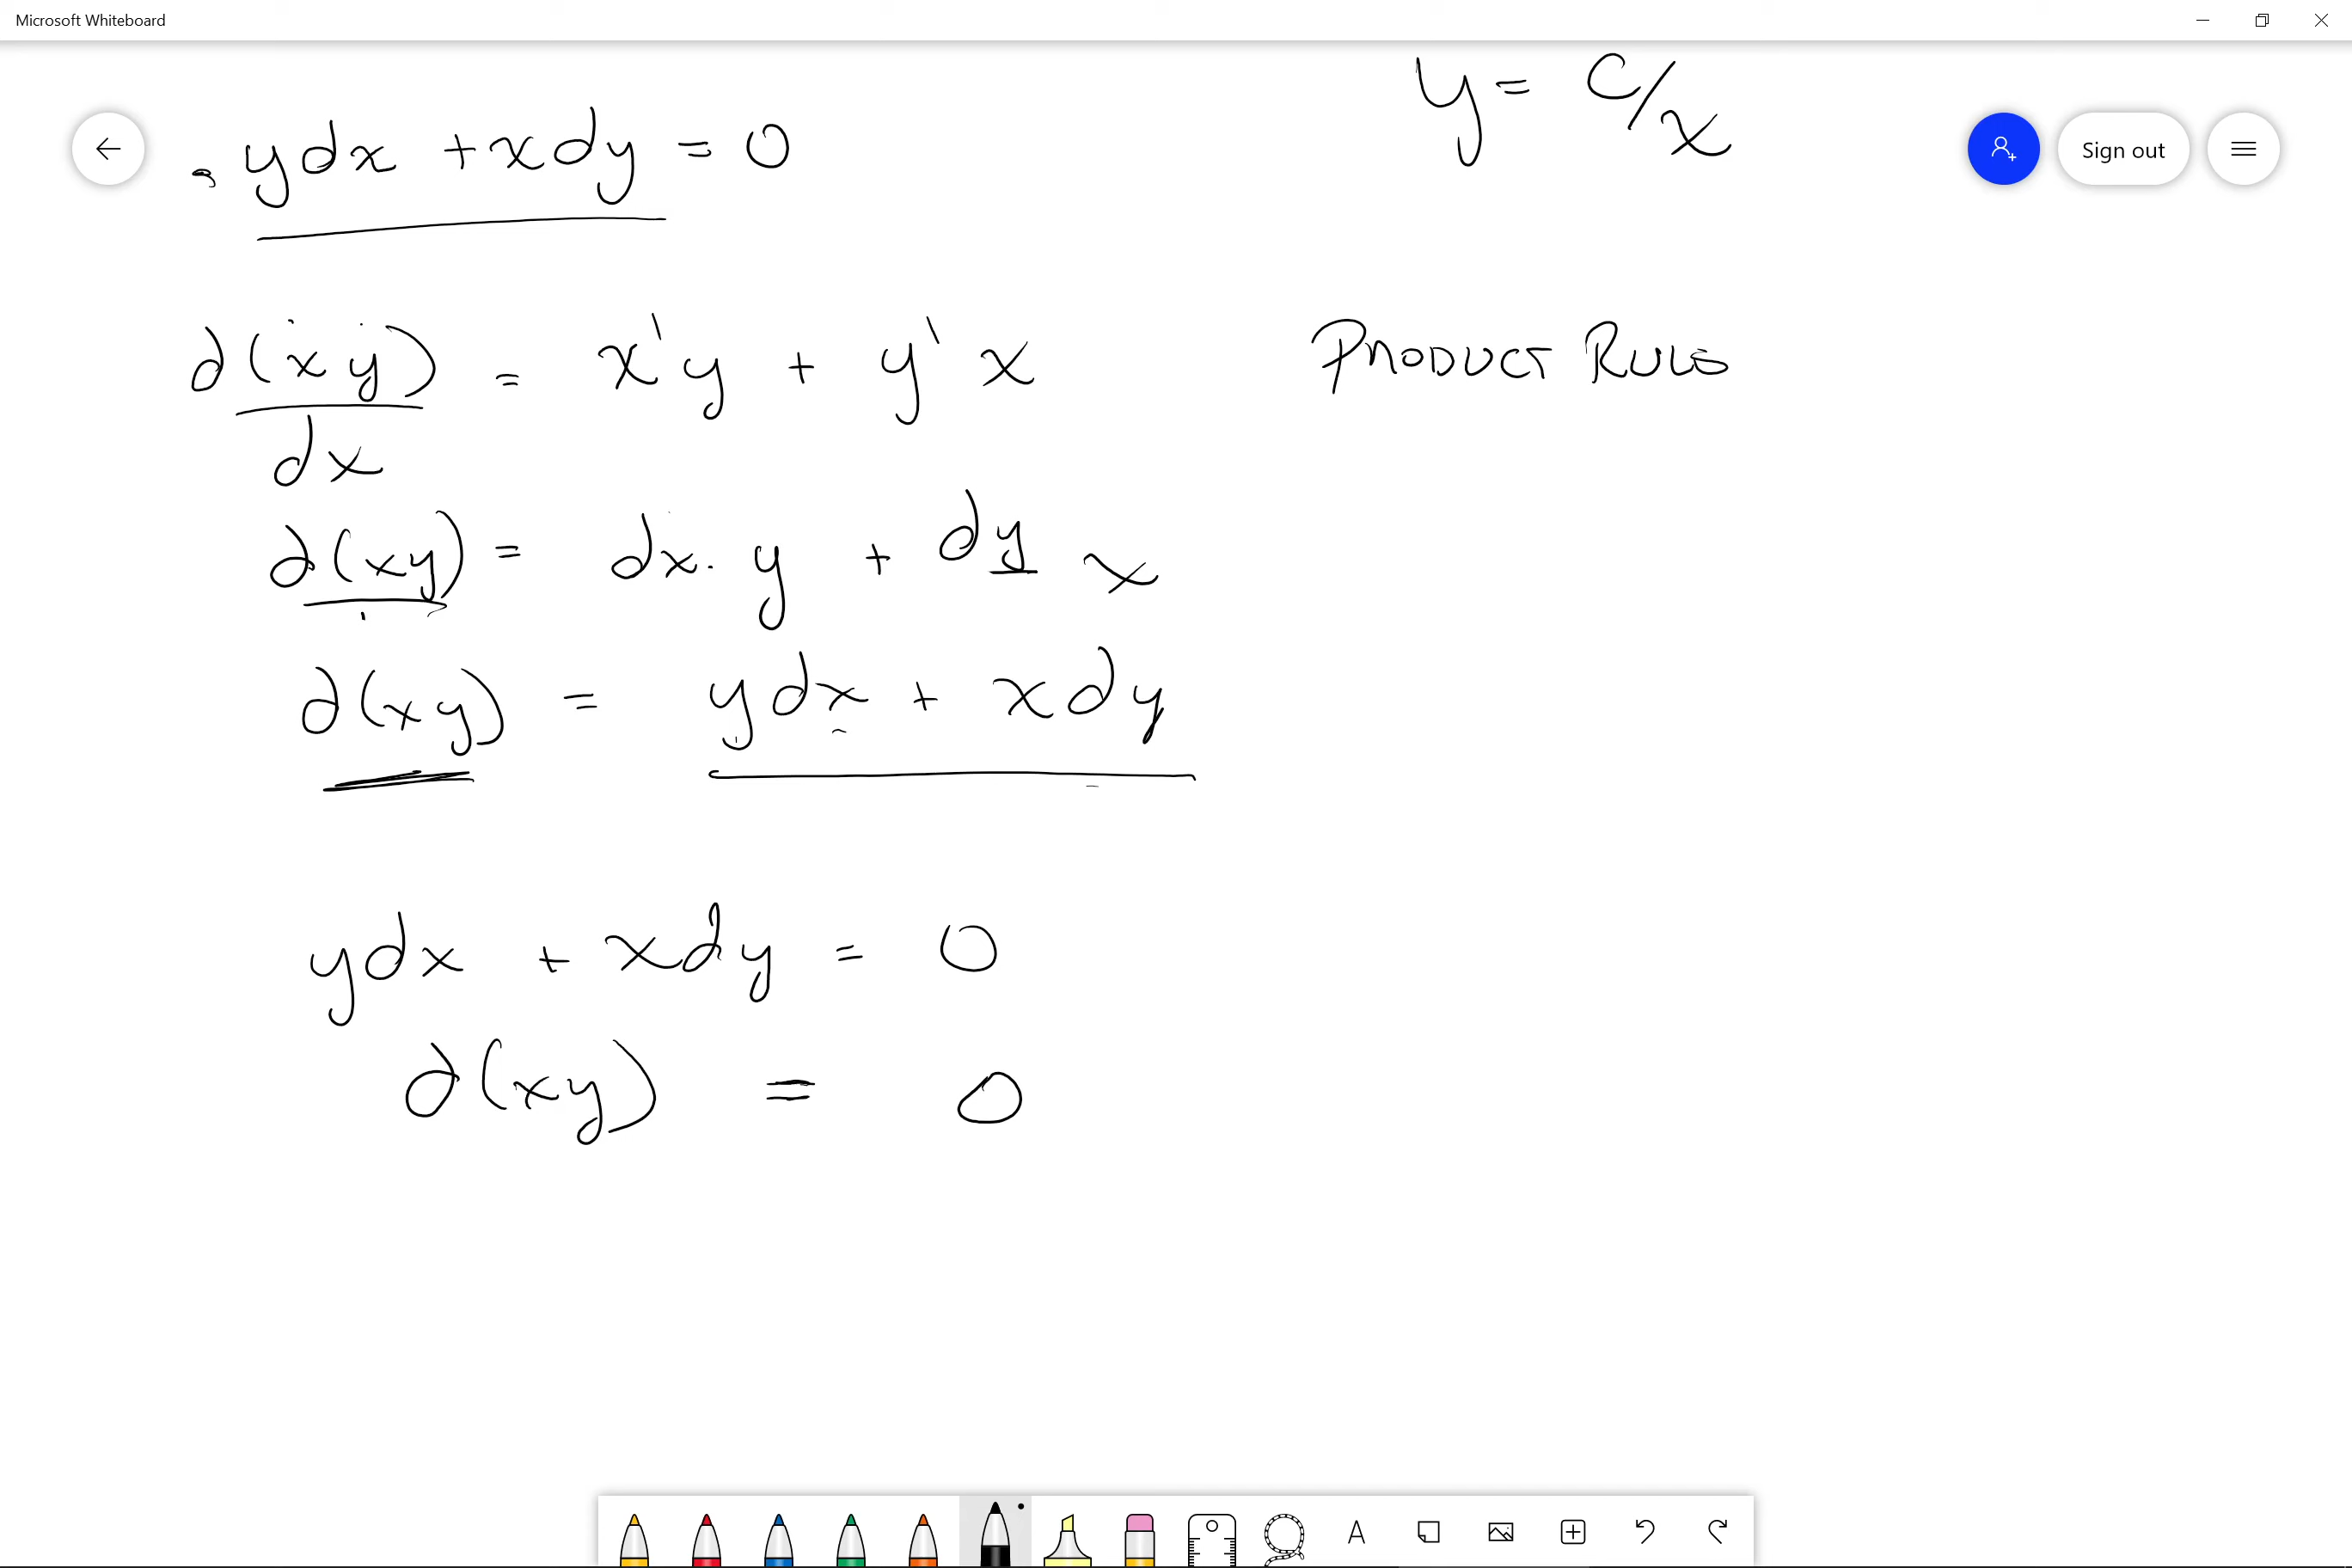 Microsoft Whiteboard
y = C/x
Sign out
ydx + xdy = 0
d(xy)/dx = x'y + y'x
PRODUCT RULE
d(xy) = dx. y + dy x
d(xy) = ydx + xdy
ydx + xdy = 0
d(xy) = 0
A